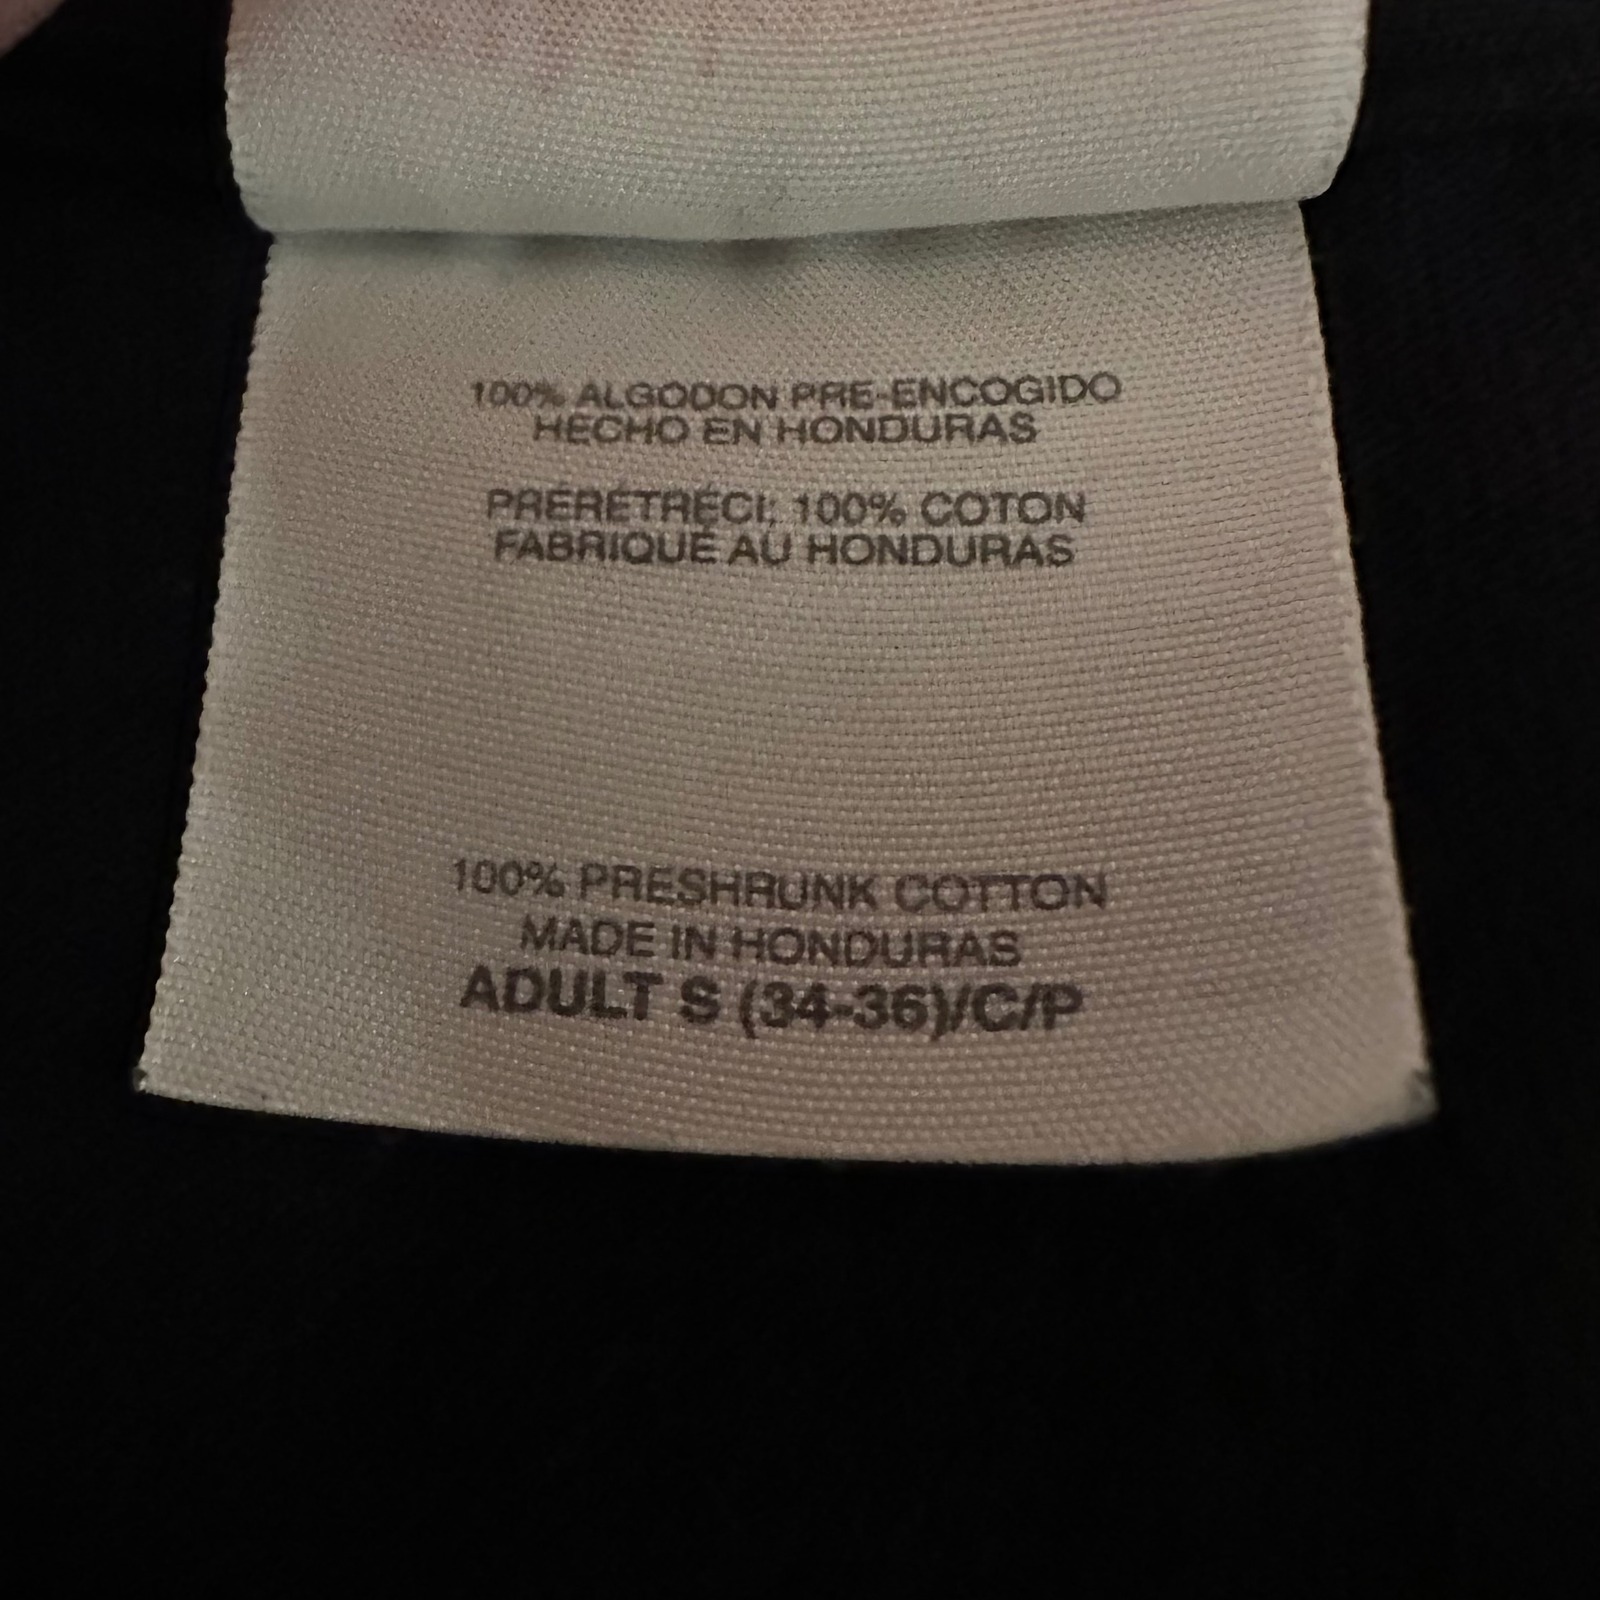 100% ALGODON PRE-ENCOGIDO
HECHO EN HONDURAS
PRÉRÉTRÉCI; 100% COTON
FABRIQUÉ AU HONDURAS
100% PRESHRUNK COTTON
MADE IN HONDURAS
ADULT S (34-36)/C/P